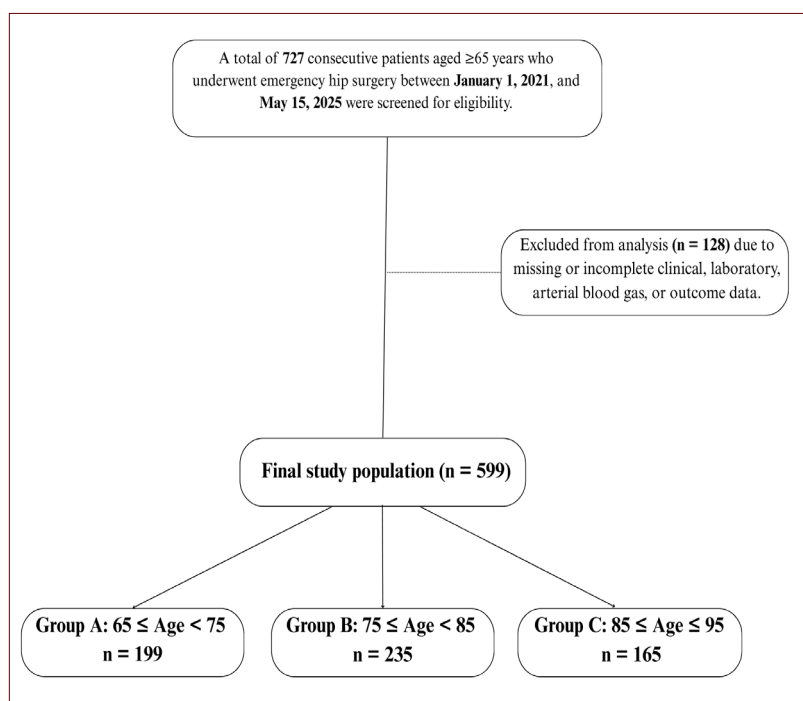 A total of 727 consecutive patients aged ≥65 years who
underwent emergency hip surgery between January 1, 2021, and
May 15, 2025 were screened for eligibility.
Excluded from analysis (n = 128) due to
missing or incomplete clinical, laboratory,
arterial blood gas, or outcome data.
Final study population (n = 599)
Group A: 65 ≤ Age < 75
n = 199
Group B: 75 ≤ Age < 85
n = 235
Group C: 85 ≤ Age ≤ 95
n = 165